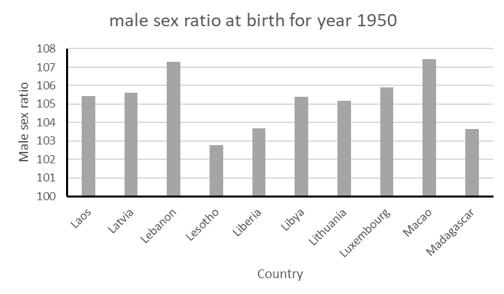 male sex ratio at birth for year 1950
108
107
106
105
104
103
102
101
100
Male sex ratio
Laos
Latvia
Lebanon
Lesotho
Liberia
Libya
Lithuania
Luxembourg
Macao
Madagascar
Country